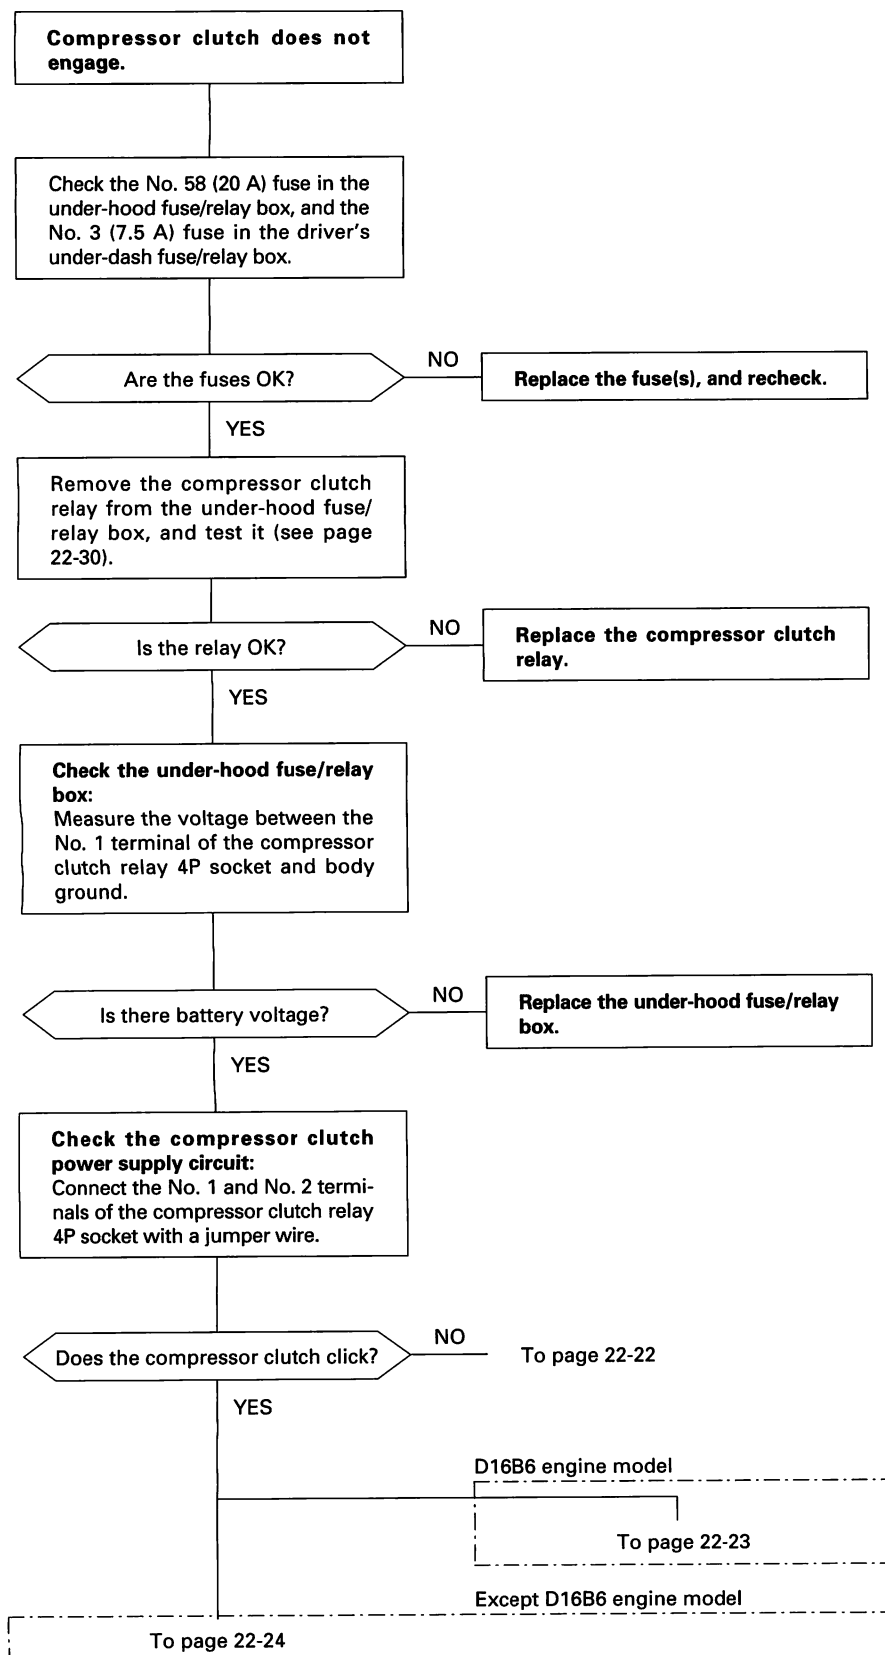 Compressor clutch does not
engage.
Check the No. 58 (20 A) fuse in the
under-hood fuse/relay box, and the
No. 3 (7.5 A) fuse in the driver's
under-dash fuse/relay box.
Are the fuses OK?
NO
Replace the fuse(s), and recheck.
YES
Remove the compressor clutch
relay from the under-hood fuse/
relay box, and test it (see page
22-30).
Is the relay OK?
NO
Replace the compressor clutch
relay.
YES
Check the under-hood fuse/relay
box:
Measure the voltage between the
No. 1 terminal of the compressor
clutch relay 4P socket and body
ground.
Is there battery voltage?
NO
Replace the under-hood fuse/relay
box.
YES
Check the compressor clutch
power supply circuit:
Connect the No. 1 and No. 2 termi-
nals of the compressor clutch relay
4P socket with a jumper wire.
Does the compressor clutch click?
NO
To page 22-22
YES
D16B6 engine model
To page 22-23
Except D16B6 engine model
To page 22-24